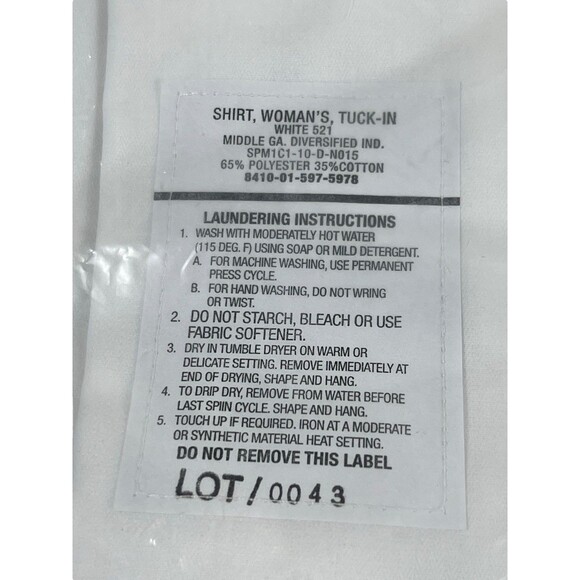 SHIRT, WOMAN'S, TUCK-IN
WHITE 521
MIDDLE GA. DIVERSIFIED IND.
SPM1C1-10-D-N015
65% POLYESTER 35%COTTON
8410-01-597-5978
LAUNDERING INSTRUCTIONS
1. WASH WITH MODERATELY HOT WATER
(115 DEG. F) USING SOAP OR MILD DETERGENT.
A. FOR MACHINE WASHING, USE PERMANENT
PRESS CYCLE.
B. FOR HAND WASHING, DO NOT WRING
OR TWIST.
2. DO NOT STARCH, BLEACH OR USE
FABRIC SOFTENER.
3. DRY IN TUMBLE DRYER ON WARM OR
DELICATE SETTING. REMOVE IMMEDIATELY AT
END OF DRYING, SHAPE AND HANG.
4. TO DRIP DRY, REMOVE FROM WATER BEFORE
LAST SPIN CYCLE. SHAPE AND HANG.
5. TOUCH UP IF REQUIRED. IRON AT A MODERATE
OR SYNTHETIC MATERIAL HEAT SETTING.
DO NOT REMOVE THIS LABEL
LOT/0043